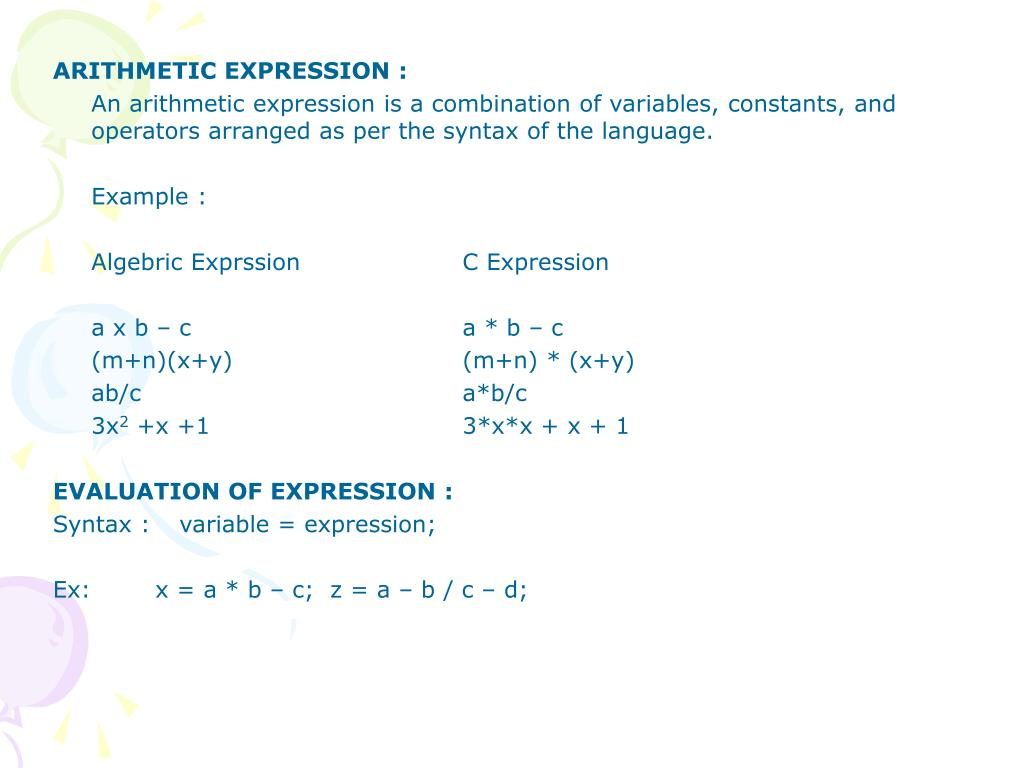 ARITHMETIC EXPRESSION :
An arithmetic expression is a combination of variables, constants, and
operators arranged as per the syntax of the language.
Example :
Algebric Exprssion C Expression
a x b – c a * b – c
(m+n)(x+y) (m+n) * (x+y)
ab/c a*b/c
3x² +x +1 3*x*x + x + 1
EVALUATION OF EXPRESSION :
Syntax : variable = expression;
Ex: x = a * b – c; z = a – b / c – d;